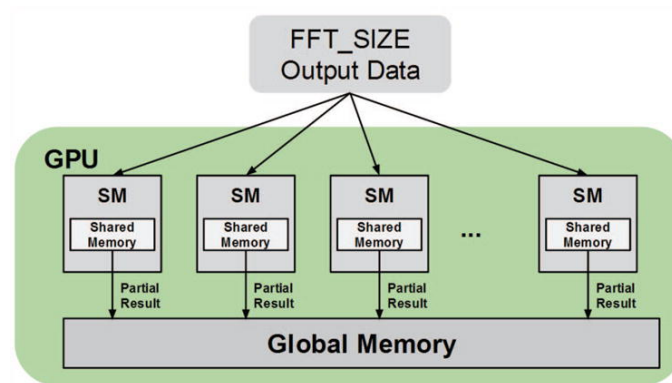 FFT_SIZE
Output Data
GPU
SM
Shared
Memory
SM
Shared
Memory
SM
Shared
Memory
...
SM
Shared
Memory
Partial
Result
Partial
Result
Partial
Result
Partial
Result
Global Memory